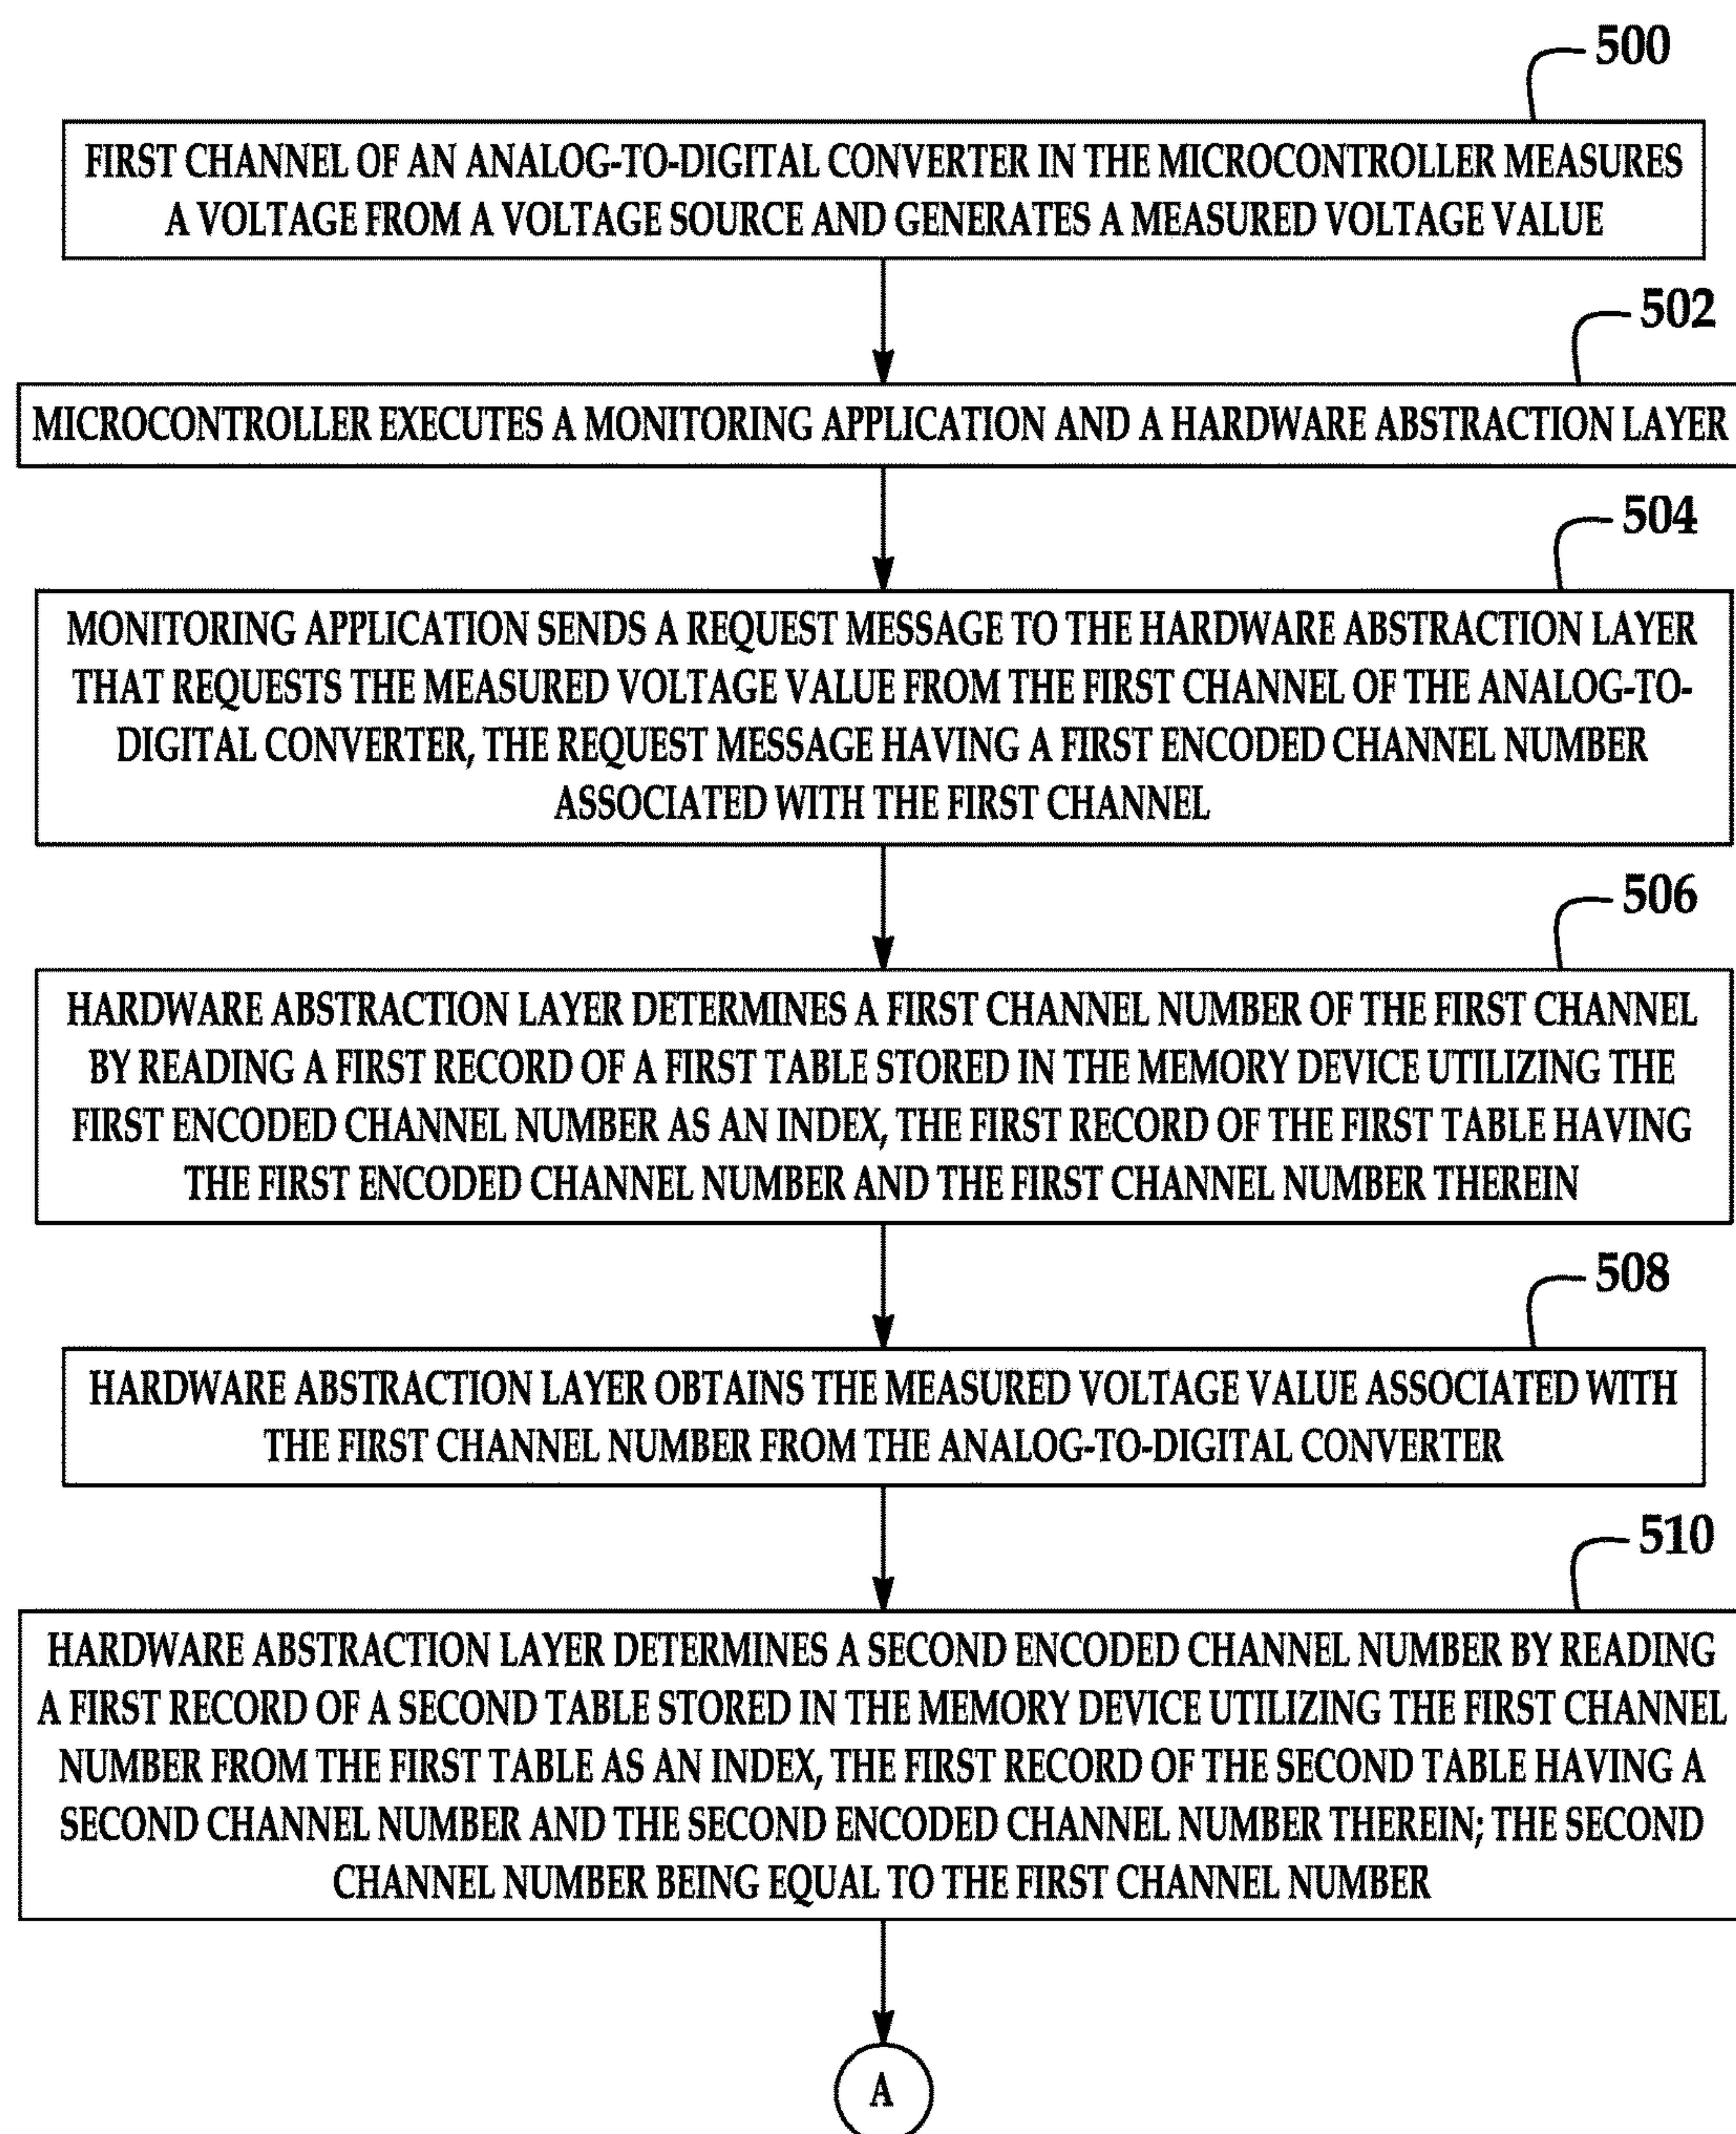 500
FIRST CHANNEL OF AN ANALOG-TO-DIGITAL CONVERTER IN THE MICROCONTROLLER MEASURES
A VOLTAGE FROM A VOLTAGE SOURCE AND GENERATES A MEASURED VOLTAGE VALUE
502
MICROCONTROLLER EXECUTES A MONITORING APPLICATION AND A HARDWARE ABSTRACTION LAYER
504
MONITORING APPLICATION SENDS A REQUEST MESSAGE TO THE HARDWARE ABSTRACTION LAYER
THAT REQUESTS THE MEASURED VOLTAGE VALUE FROM THE FIRST CHANNEL OF THE ANALOG-TO-
DIGITAL CONVERTER, THE REQUEST MESSAGE HAVING A FIRST ENCODED CHANNEL NUMBER
ASSOCIATED WITH THE FIRST CHANNEL
506
HARDWARE ABSTRACTION LAYER DETERMINES A FIRST CHANNEL NUMBER OF THE FIRST CHANNEL
BY READING A FIRST RECORD OF A FIRST TABLE STORED IN THE MEMORY DEVICE UTILIZING THE
FIRST ENCODED CHANNEL NUMBER AS AN INDEX, THE FIRST RECORD OF THE FIRST TABLE HAVING
THE FIRST ENCODED CHANNEL NUMBER AND THE FIRST CHANNEL NUMBER THEREIN
508
HARDWARE ABSTRACTION LAYER OBTAINS THE MEASURED VOLTAGE VALUE ASSOCIATED WITH
THE FIRST CHANNEL NUMBER FROM THE ANALOG-TO-DIGITAL CONVERTER
510
HARDWARE ABSTRACTION LAYER DETERMINES A SECOND ENCODED CHANNEL NUMBER BY READING
A FIRST RECORD OF A SECOND TABLE STORED IN THE MEMORY DEVICE UTILIZING THE FIRST CHANNEL
NUMBER FROM THE FIRST TABLE AS AN INDEX, THE FIRST RECORD OF THE SECOND TABLE HAVING A
SECOND CHANNEL NUMBER AND THE SECOND ENCODED CHANNEL NUMBER THEREIN; THE SECOND
CHANNEL NUMBER BEING EQUAL TO THE FIRST CHANNEL NUMBER
A